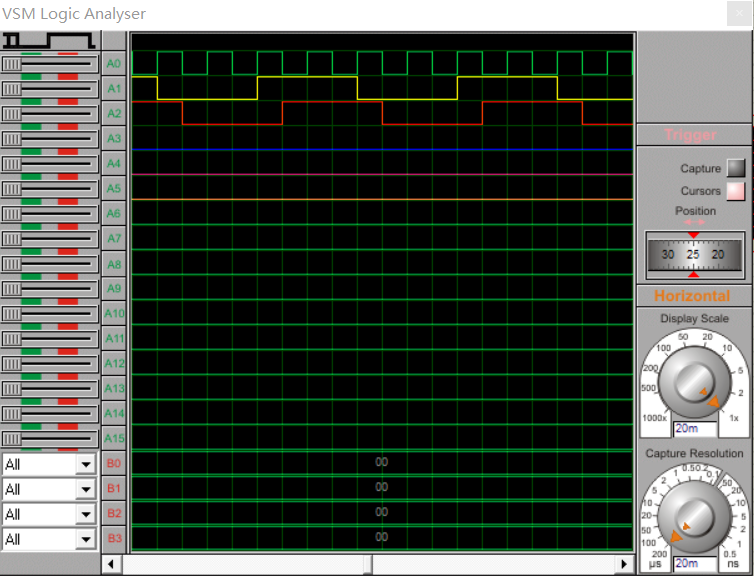 VSM Logic Analyser
A0
A1
A2
A3
A4
A5
A6
A7
A8
A9
A10
A11
A12
A13
A14
A15
All B0 00
All B1 00
All B2 00
All B3 00
Trigger
Capture
Cursors
Position
30 25 20
Horizontal
Display Scale
1000x 500 200 100 50 20 10 5 2 1x
20m
Capture Resolution
200 100 50 20 10 5 2 1 0.5 0.2 0.1 50 20 10 5 2 1 0.5
µs ns
20m